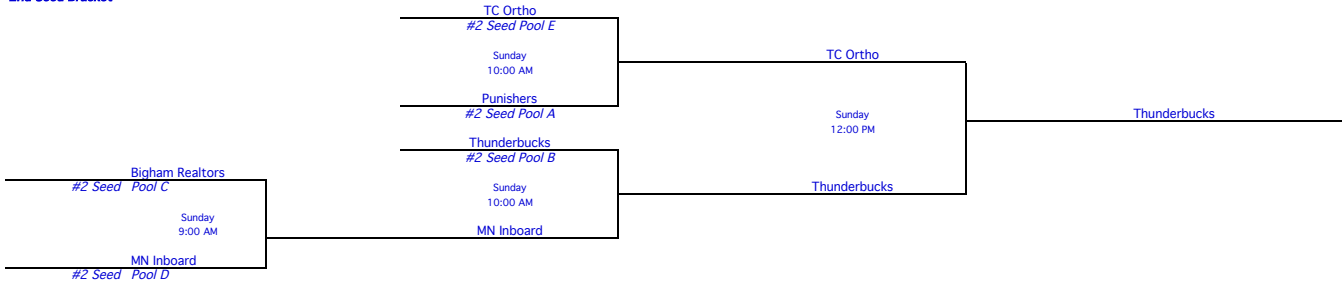 2nd Seed Bracket
TC Ortho
#2 Seed Pool E
Sunday
10:00 AM
TC Ortho
Punishers
#2 Seed Pool A
Sunday
12:00 PM
Thunderbucks
Thunderbucks
#2 Seed Pool B
Bigham Realtors
#2 Seed Pool C
Sunday
10:00 AM
Thunderbucks
Sunday
9:00 AM
MN Inboard
MN Inboard
#2 Seed Pool D